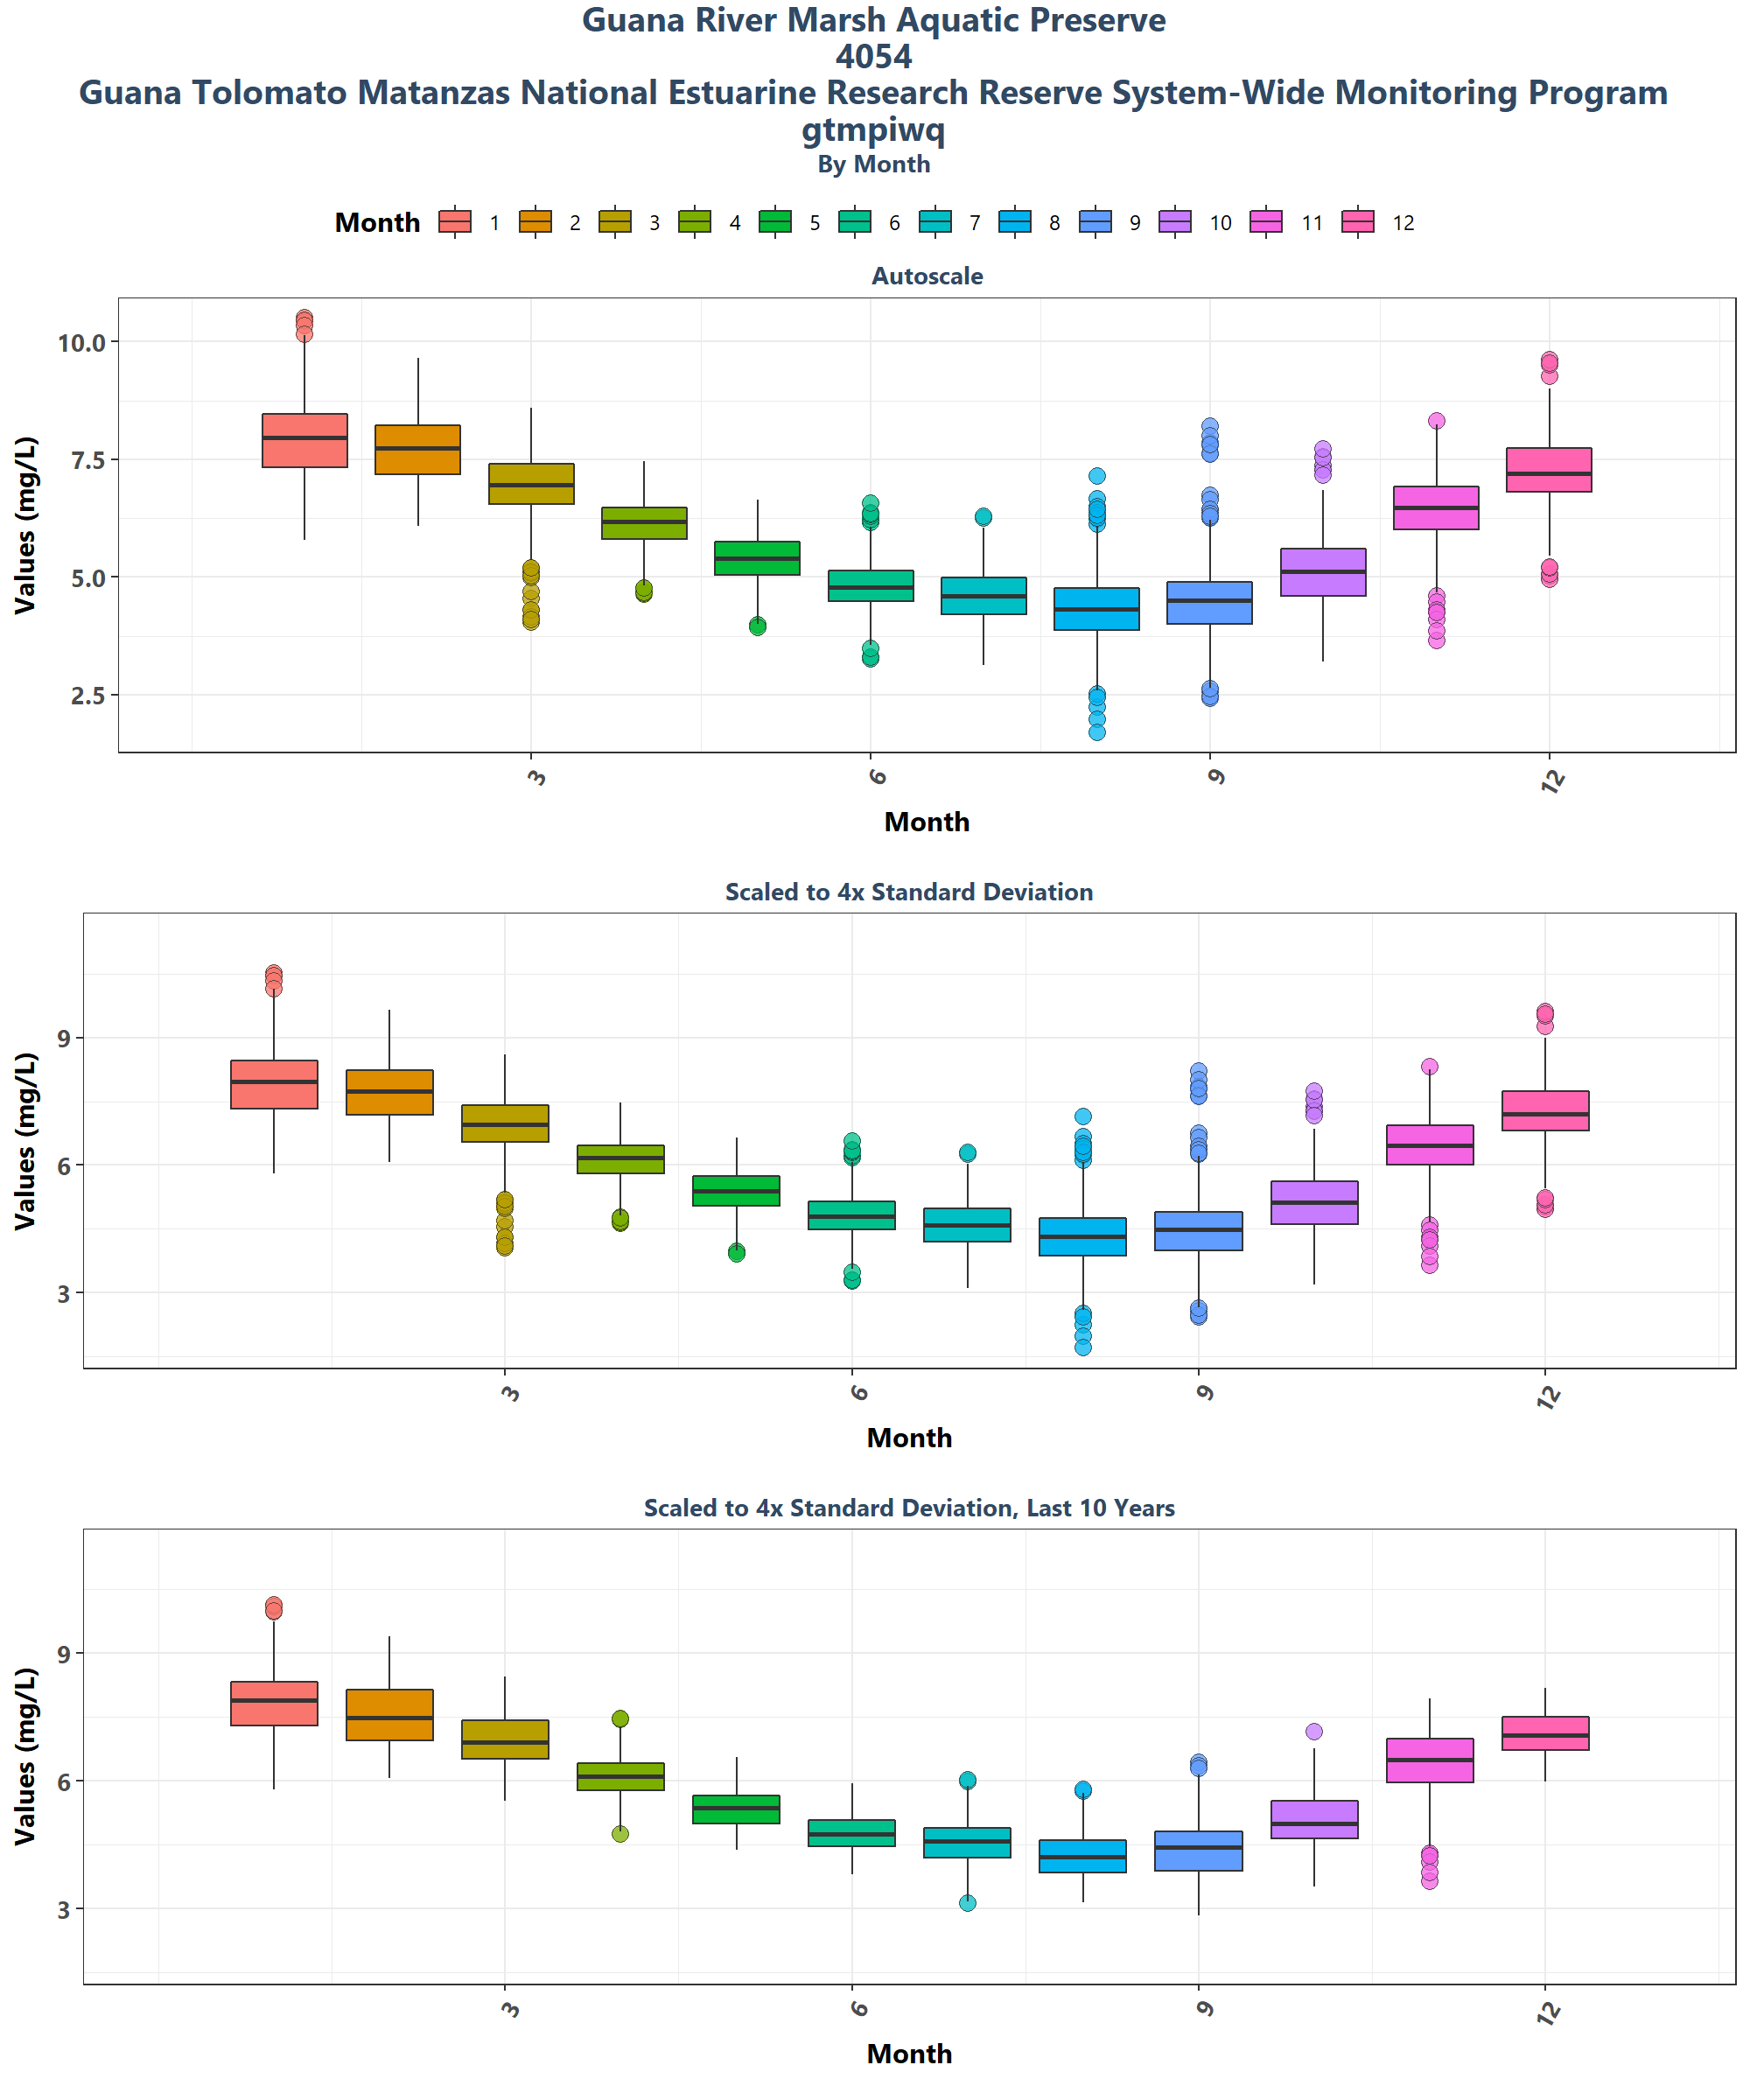 Guana River Marsh Aquatic Preserve
4054
Guana Tolomato Matanzas National Estuarine Research Reserve System-Wide Monitoring Program
gtmpiwq
By Month
Month 1 2 3 4 5 6 7 8 9 10 11 12
Autoscale
Values (mg/L)
10.0
7.5
5.0
2.5
3 6 9 12
Month
Scaled to 4x Standard Deviation
Values (mg/L)
9
6
3
3 6 9 12
Month
Scaled to 4x Standard Deviation, Last 10 Years
Values (mg/L)
9
6
3
3 6 9 12
Month